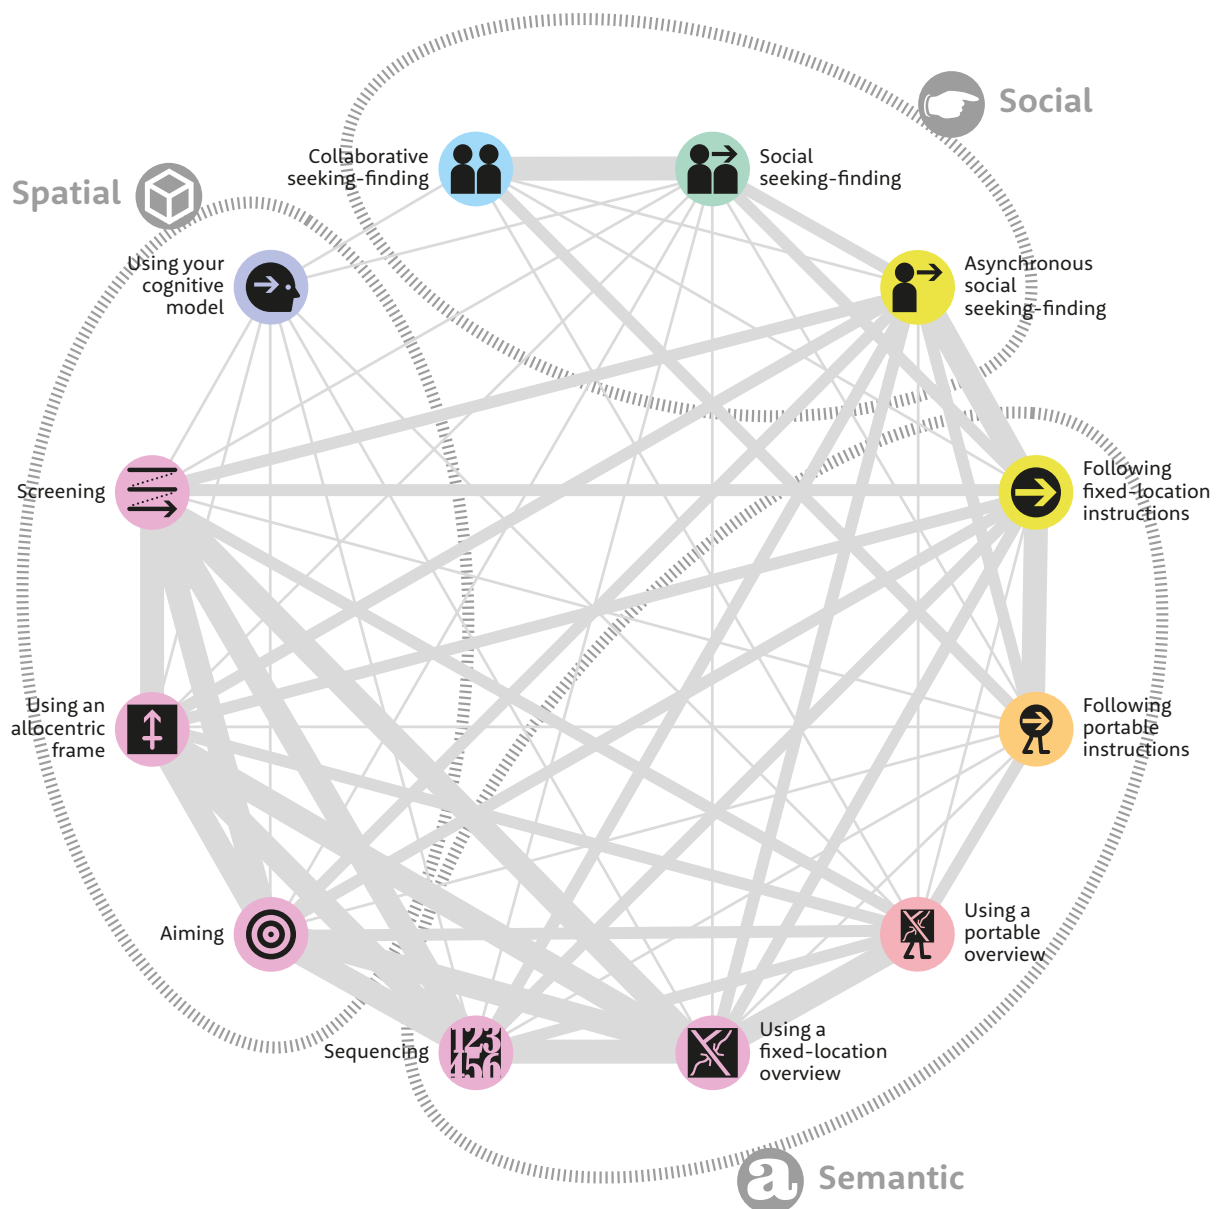 Social
Collaborative
seeking-finding
Social
seeking-finding
Spatial
Using your
cognitive
model
Asynchronous
social
seeking-finding
Screening
Following
fixed-location
instructions
Using an
allocentric
frame
Following
portable
instructions
Aiming
Using a
portable
overview
Sequencing
123
456
Using a
fixed-location
overview
a
Semantic